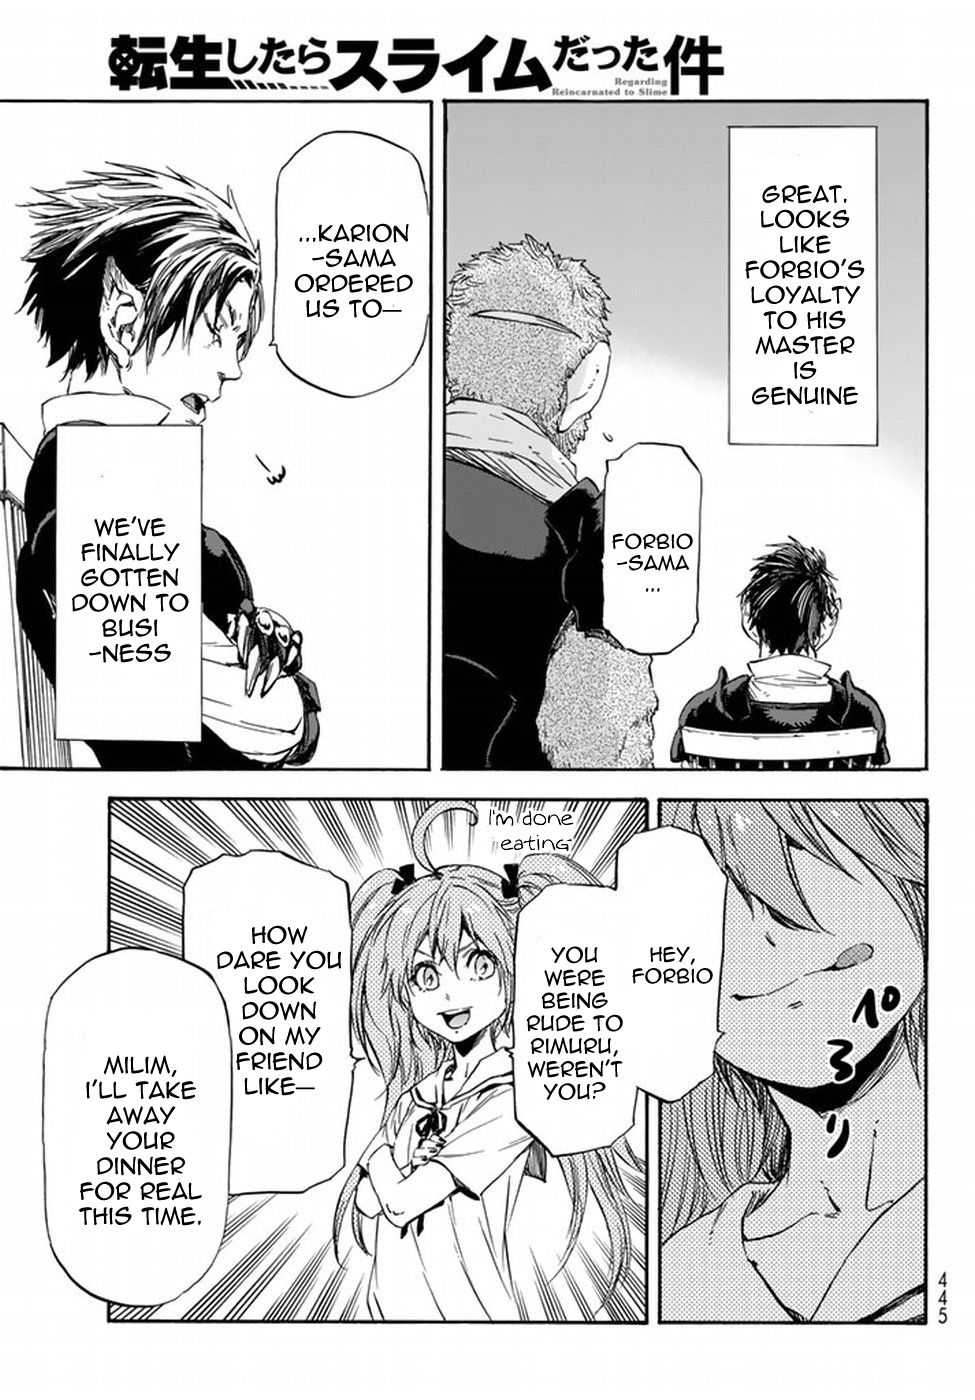 転生したらスライムだった件
Regarding
Reincarnated to Slime
GREAT.
LOOKS
LIKE
FORBIO'S
LOYALTY
TO HIS
MASTER
IS
GENUINE
FORBIO
-SAMA
...
...KARION
-SAMA
ORDERED
US TO—
WE'VE
FINALLY
GOTTEN
DOWN TO
BUSI
-NESS
HEY,
FORBIO
YOU
WERE
BEING
RUDE TO
RIMURU,
WEREN'T
YOU?
I'm done
eating
HOW
DARE YOU
LOOK
DOWN
ON MY
FRIEND
LIKE—
MILIM,
I'LL TAKE
AWAY
YOUR
DINNER
FOR REAL
THIS TIME.
445